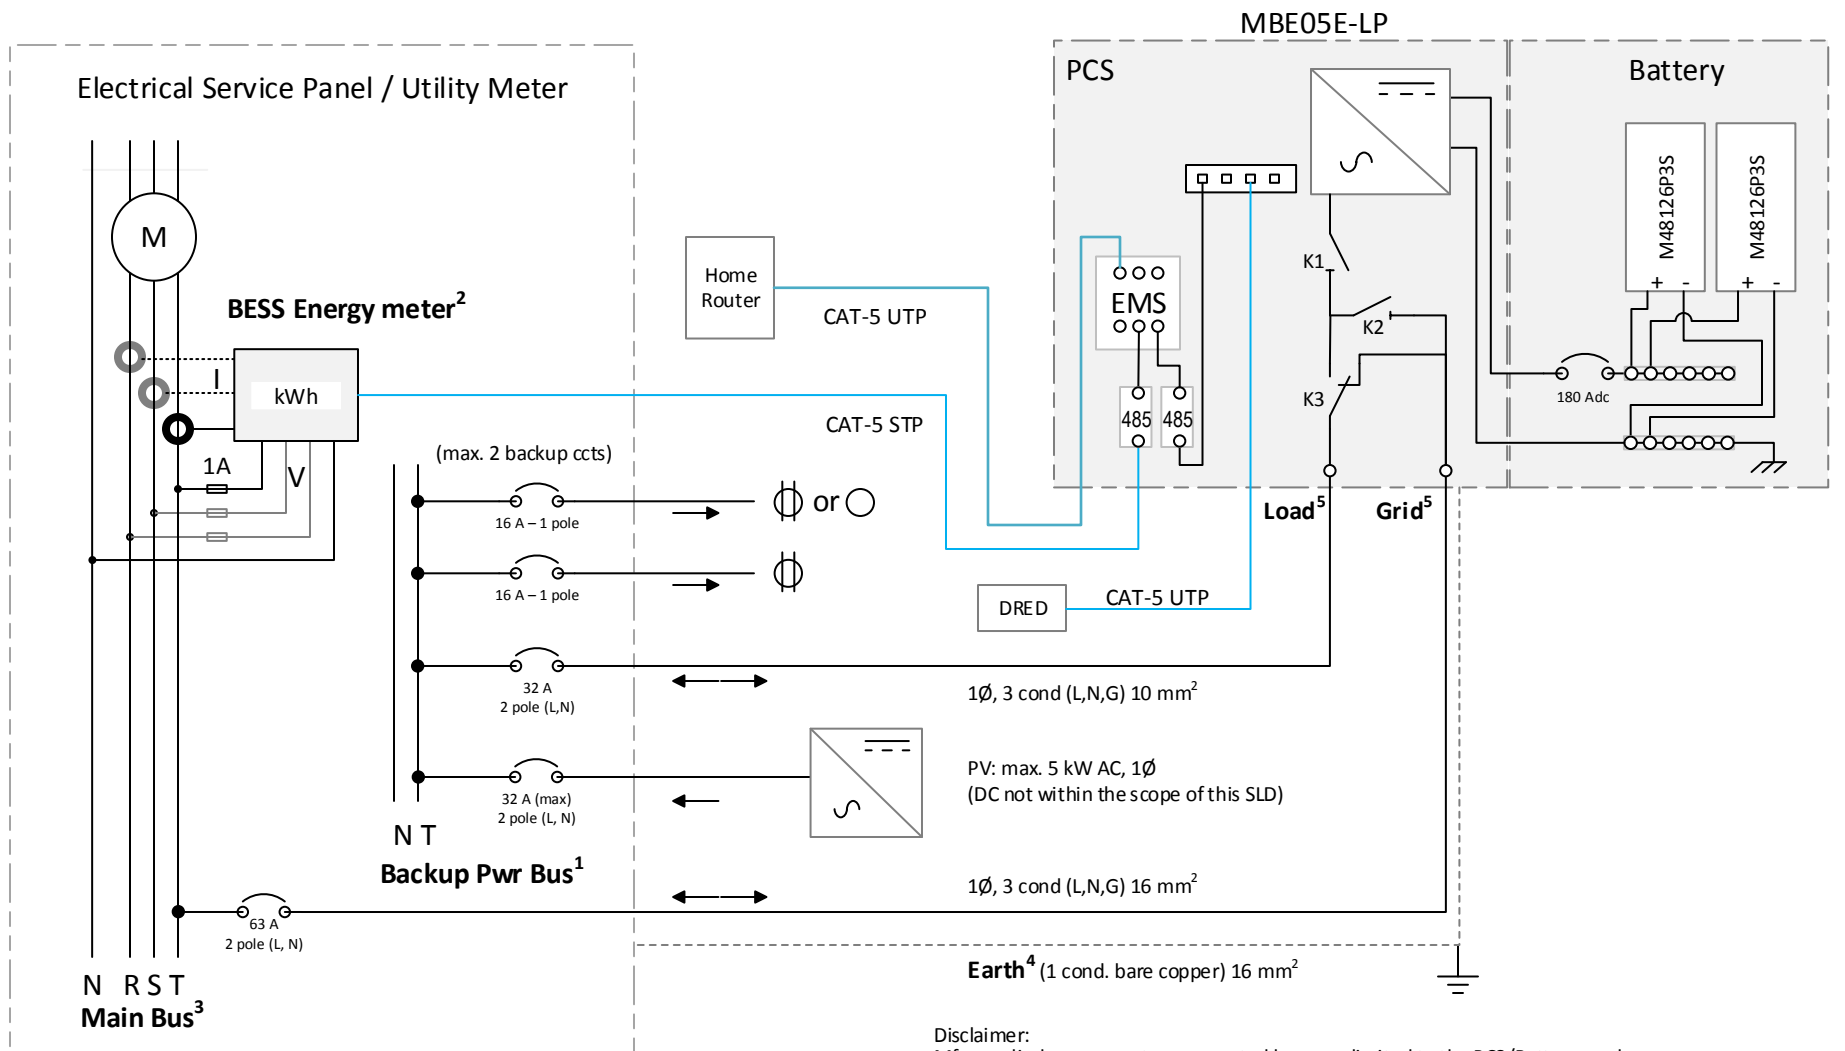 MBE05E-LP
Electrical Service Panel / Utility Meter
PCS
Battery
M48126P3S
M48126P3S
+ -
+ -
M
BESS Energy meter²
I
kWh
1A
V
Home
Router
CAT-5 UTP
CAT-5 STP
EMS
485
485
K1
K2
K3
180 Adc
(max. 2 backup ccts)
16 A – 1 pole
or
16 A – 1 pole
Load⁵
Grid⁵
DRED
CAT-5 UTP
32 A
2 pole (L,N)
1Ø, 3 cond (L,N,G) 10 mm²
32 A (max)
2 pole (L, N)
PV: max. 5 kW AC, 1Ø
(DC not within the scope of this SLD)
N T
Backup Pwr Bus¹
63 A
2 pole (L, N)
1Ø, 3 cond (L,N,G) 16 mm²
Earth⁴ (1 cond. bare copper) 16 mm²
N R S T
Main Bus³
Disclaimer: